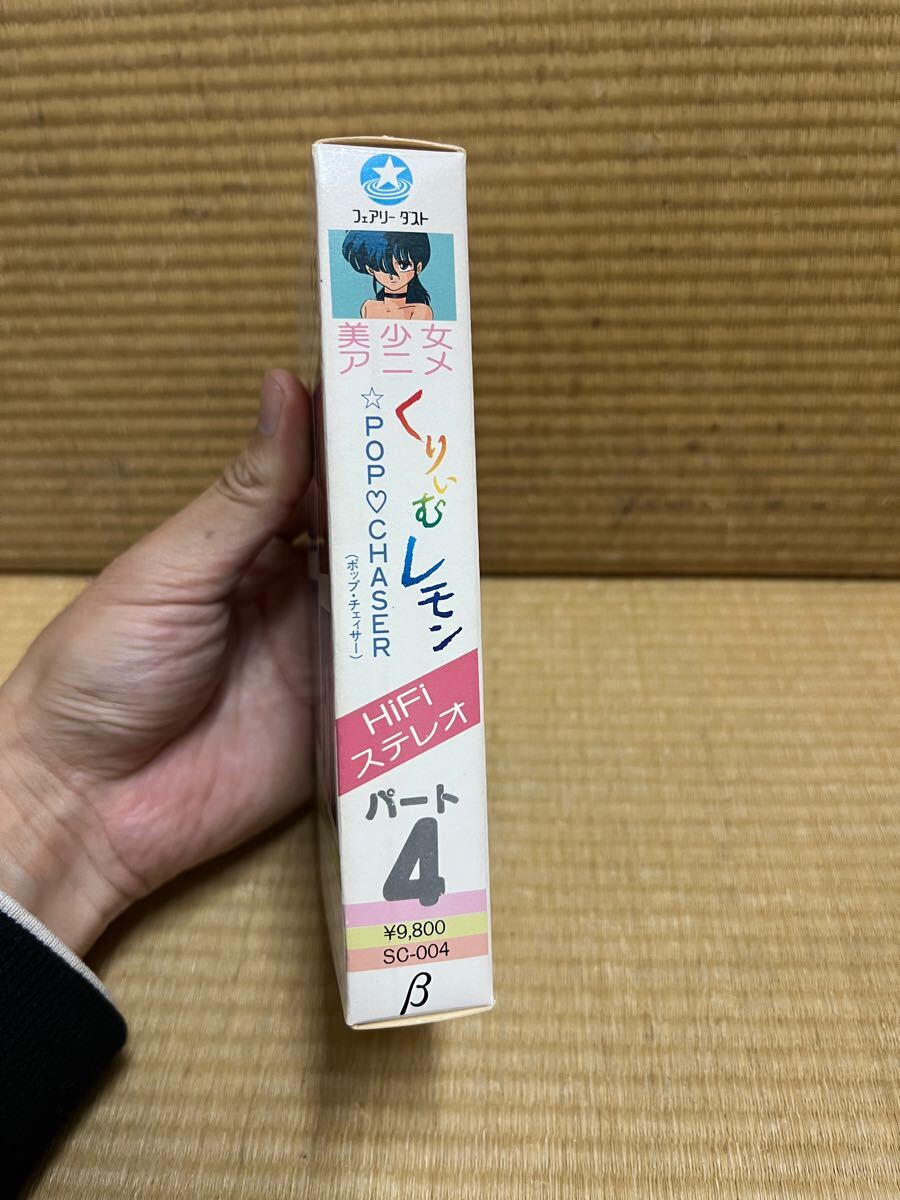 フェアリーダスト
美少女
アニメ
くりいむレモン
☆POP♡CHASER
(ポップ・チェイサー)
HiFi
ステレオ
パート
4
¥9,800
SC-004
β